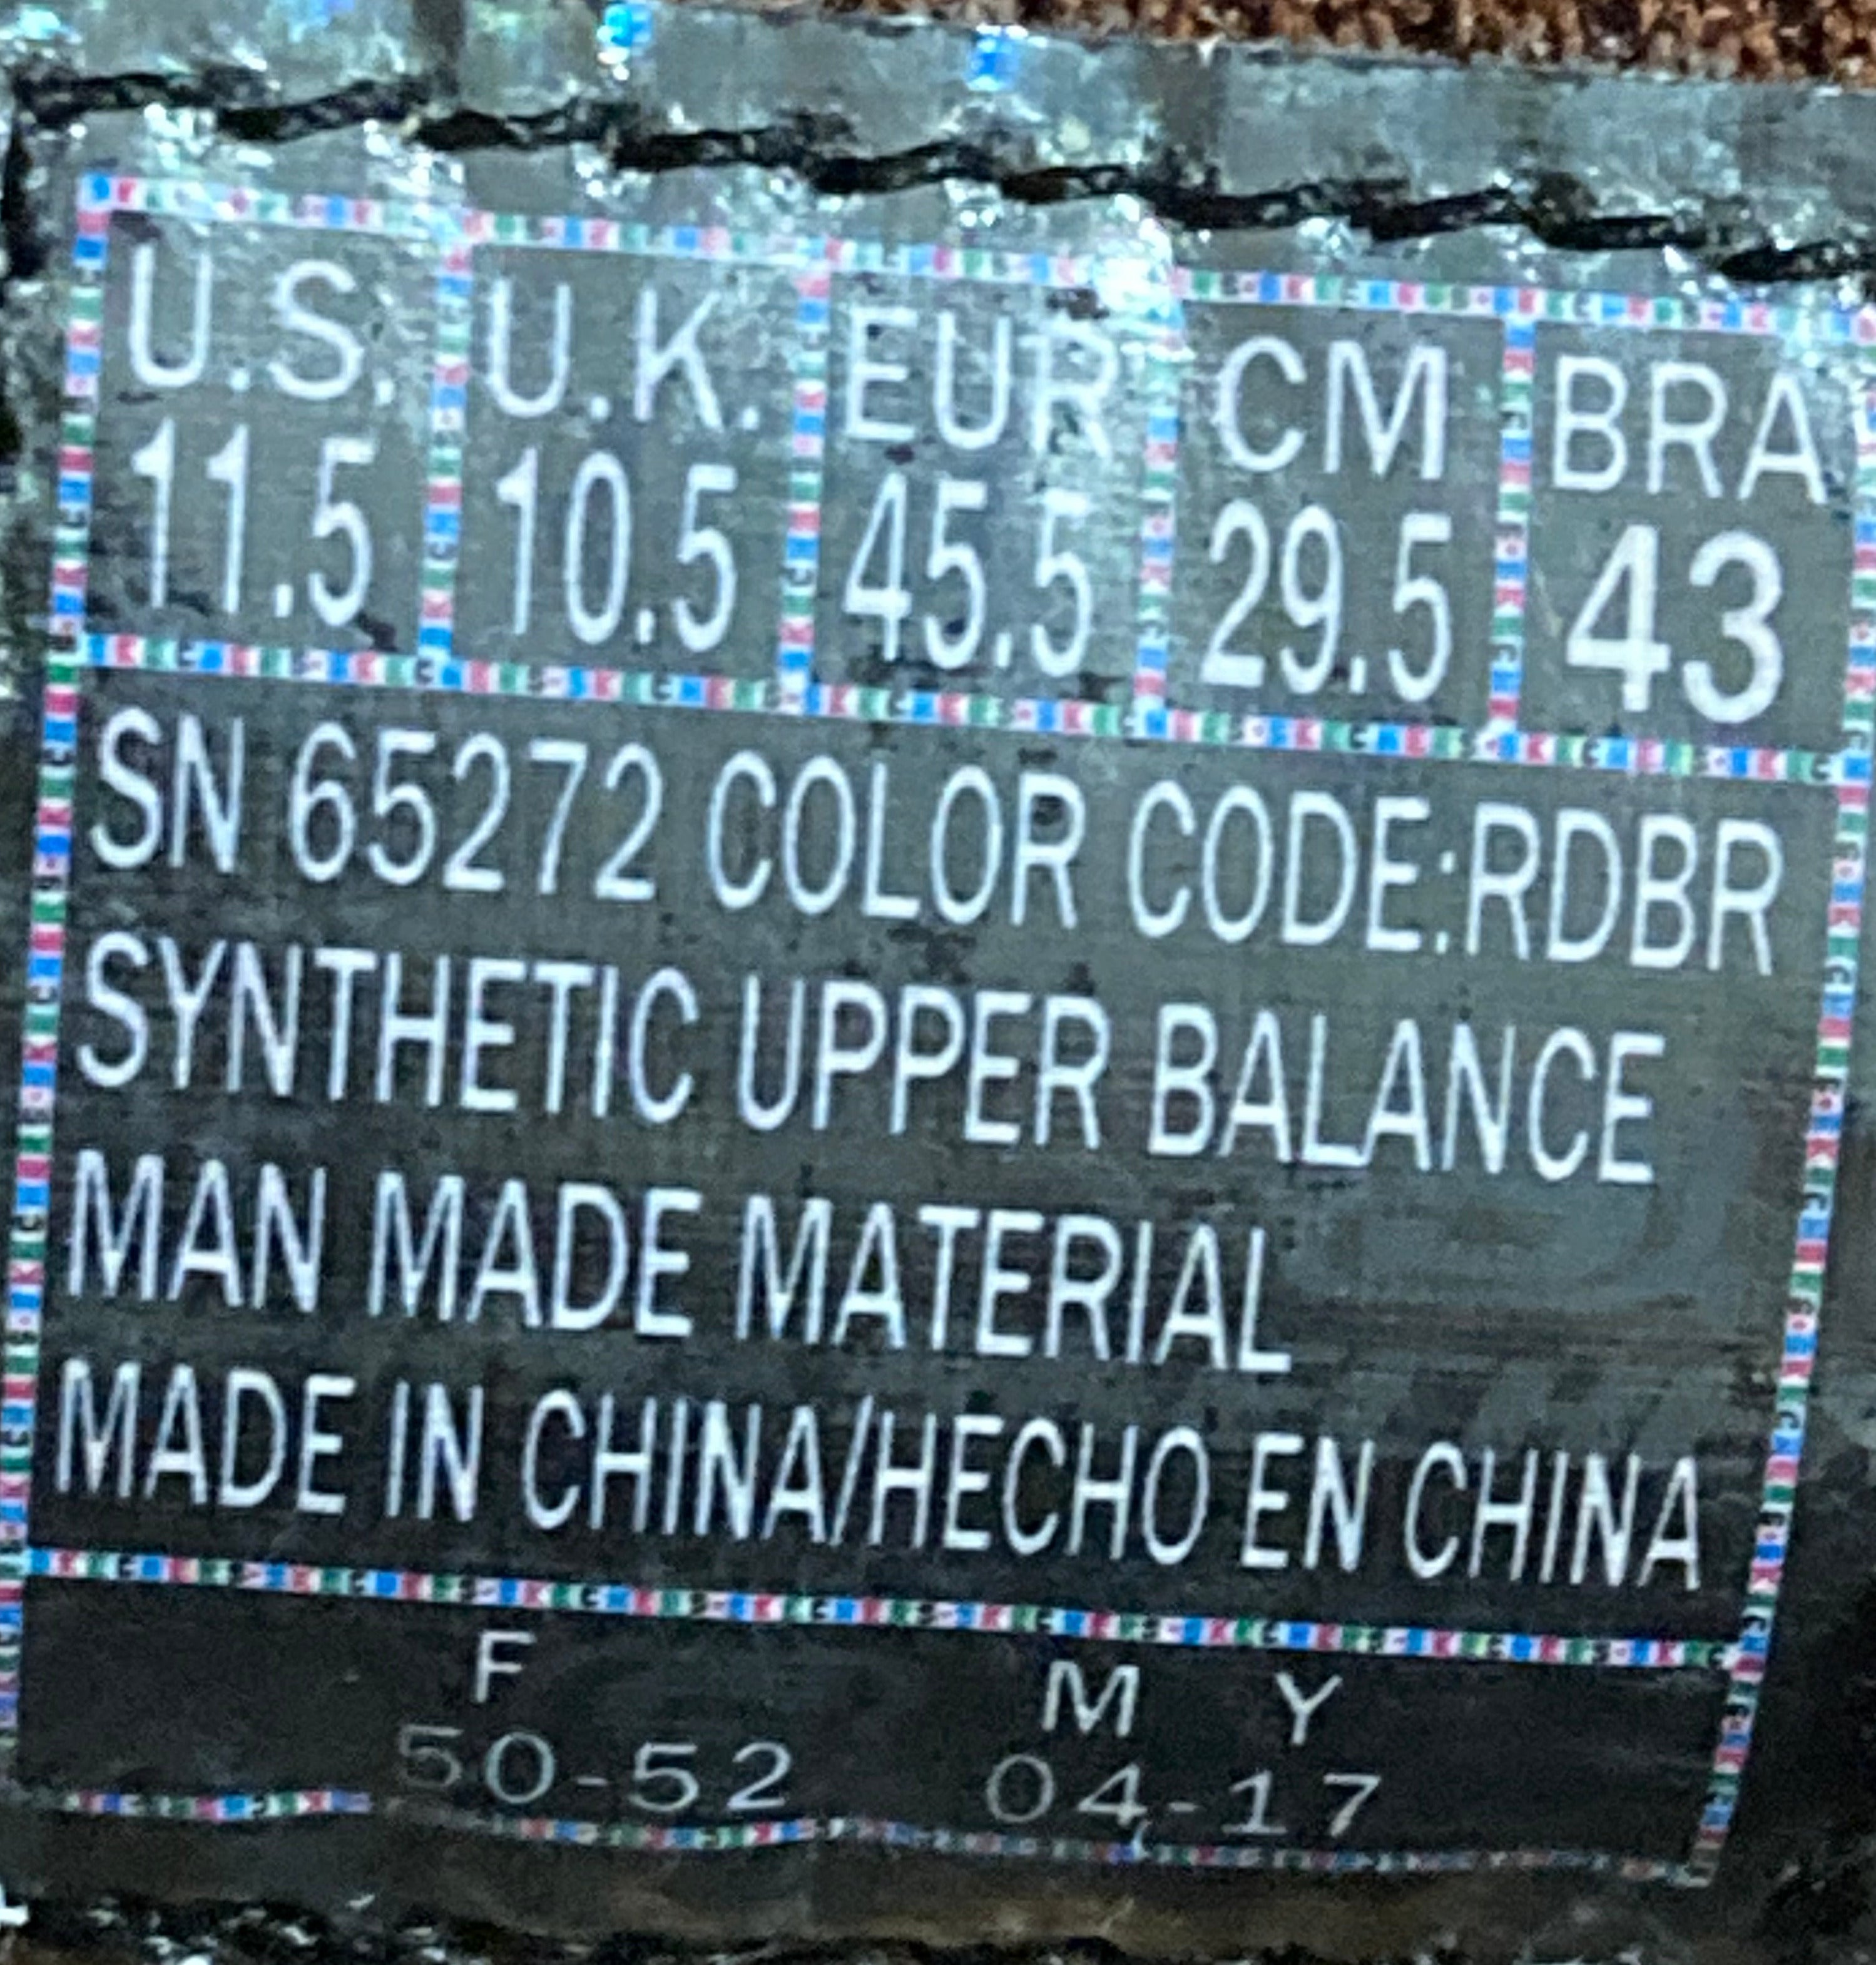 U.S. U.K. EUR CM BRA
11.5 10.5 45.5 29.5 43
SN 65272 COLOR CODE:RDBR
SYNTHETIC UPPER BALANCE
MAN MADE MATERIAL
MADE IN CHINA/HECHO EN CHINA
F M Y
50-52 04-17